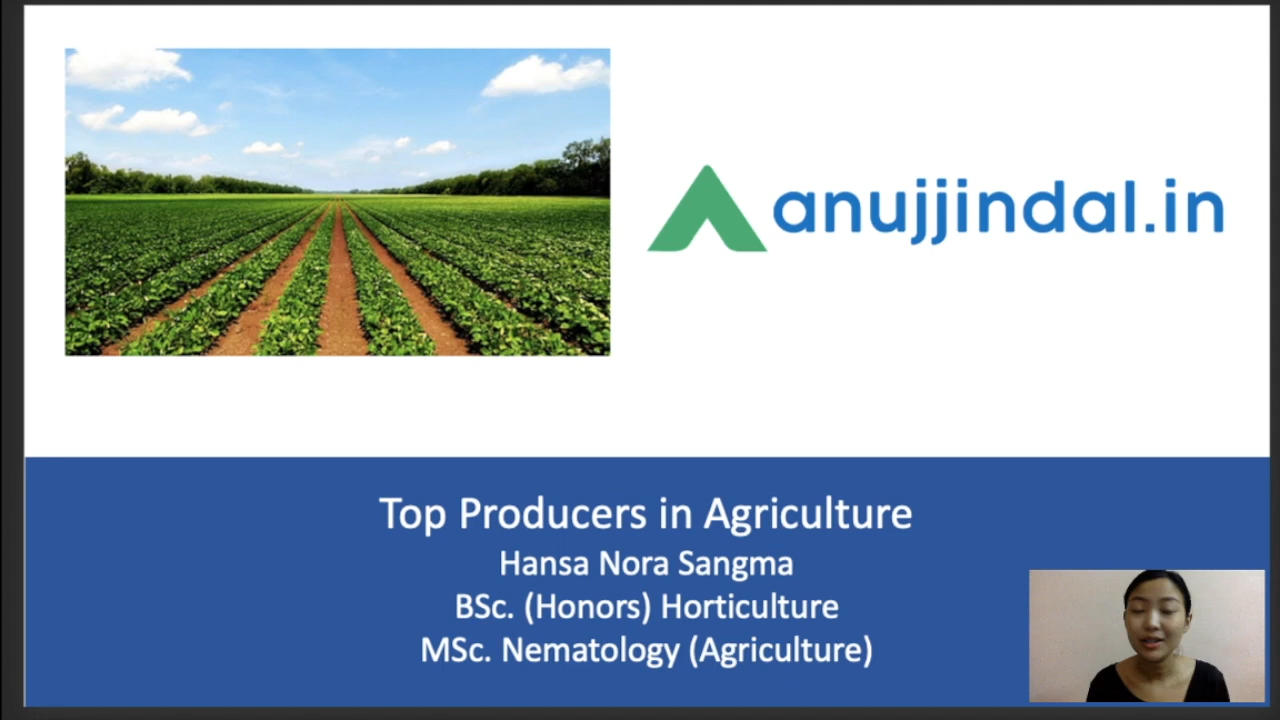 anujjindal.in
Top Producers in Agriculture
Hansa Nora Sangma
BSc. (Honors) Horticulture
MSc. Nematology (Agriculture)